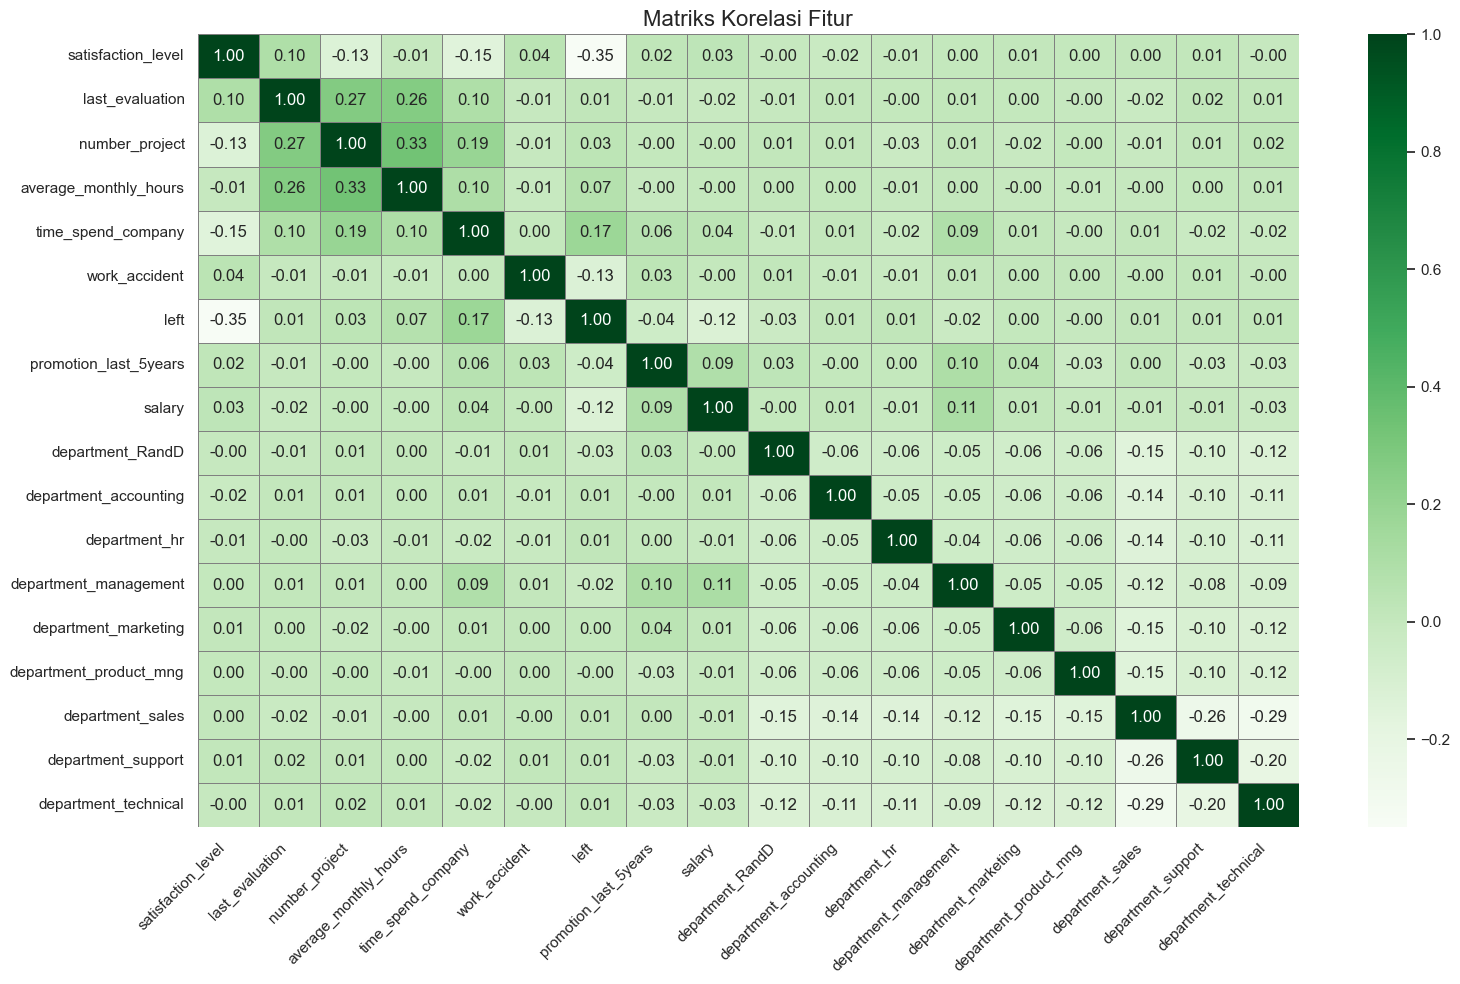 Matriks Korelasi Fitur
satisfaction_level 1.00 0.10 -0.13 -0.01 -0.15 0.04 -0.35 0.02 0.03 -0.00 -0.02 -0.01 0.00 0.01 0.00 0.00 0.01 -0.00
last_evaluation 0.10 1.00 0.27 0.26 0.10 -0.01 0.01 -0.01 -0.02 -0.01 0.01 -0.00 0.01 0.00 -0.00 -0.02 0.02 0.01
number_project -0.13 0.27 1.00 0.33 0.19 -0.01 0.03 -0.00 -0.00 0.01 0.01 -0.03 0.01 -0.02 -0.00 -0.01 0.01 0.02
average_monthly_hours -0.01 0.26 0.33 1.00 0.10 -0.01 0.07 -0.00 -0.00 0.00 0.00 -0.01 0.00 -0.00 -0.01 -0.00 0.00 0.01
time_spend_company -0.15 0.10 0.19 0.10 1.00 0.00 0.17 0.06 0.04 -0.01 0.01 -0.02 0.09 0.01 -0.00 0.01 -0.02 -0.02
work_accident 0.04 -0.01 -0.01 -0.01 0.00 1.00 -0.13 0.03 -0.00 0.01 -0.01 -0.01 0.01 0.00 0.00 -0.00 0.01 -0.00
left -0.35 0.01 0.03 0.07 0.17 -0.13 1.00 -0.04 -0.12 -0.03 0.01 0.01 -0.02 0.00 -0.00 0.01 0.01 0.01
promotion_last_5years 0.02 -0.01 -0.00 -0.00 0.06 0.03 -0.04 1.00 0.09 0.03 -0.00 0.00 0.10 0.04 -0.03 0.00 -0.03 -0.03
salary 0.03 -0.02 -0.00 -0.00 0.04 -0.00 -0.12 0.09 1.00 -0.00 0.01 -0.01 0.11 0.01 -0.01 -0.01 -0.01 -0.03
department_RandD -0.00 -0.01 0.01 0.00 -0.01 0.01 -0.03 0.03 -0.00 1.00 -0.06 -0.06 -0.05 -0.06 -0.06 -0.15 -0.10 -0.12
department_accounting -0.02 0.01 0.01 0.00 0.01 -0.01 0.01 -0.00 0.01 -0.06 1.00 -0.05 -0.05 -0.06 -0.06 -0.14 -0.10 -0.11
department_hr -0.01 -0.00 -0.03 -0.01 -0.02 -0.01 0.01 0.00 -0.01 -0.06 -0.05 1.00 -0.04 -0.06 -0.06 -0.14 -0.10 -0.11
department_management 0.00 0.01 0.01 0.00 0.09 0.01 -0.02 0.10 0.11 -0.05 -0.05 -0.04 1.00 -0.05 -0.05 -0.12 -0.08 -0.09
department_marketing 0.01 0.00 -0.02 -0.00 0.01 0.00 0.00 0.04 0.01 -0.06 -0.06 -0.06 -0.05 1.00 -0.06 -0.15 -0.10 -0.12
department_product_mng 0.00 -0.00 -0.00 -0.01 -0.00 0.00 -0.00 -0.03 -0.01 -0.06 -0.06 -0.06 -0.05 -0.06 1.00 -0.15 -0.10 -0.12
department_sales 0.00 -0.02 -0.01 -0.00 0.01 -0.00 0.01 0.00 -0.01 -0.15 -0.14 -0.14 -0.12 -0.15 -0.15 1.00 -0.26 -0.29
department_support 0.01 0.02 0.01 0.00 -0.02 0.01 0.01 -0.03 -0.01 -0.10 -0.10 -0.10 -0.08 -0.10 -0.10 -0.26 1.00 -0.20
department_technical -0.00 0.01 0.02 0.01 -0.02 -0.00 0.01 -0.03 -0.03 -0.12 -0.11 -0.11 -0.09 -0.12 -0.12 -0.29 -0.20 1.00
satisfaction_level
last_evaluation
number_project
average_monthly_hours
time_spend_company
work_accident
left
promotion_last_5years
salary
department_RandD
department_accounting
department_hr
department_management
department_marketing
department_product_mng
department_sales
department_support
department_technical
1.0
0.8
0.6
0.4
0.2
0.0
-0.2